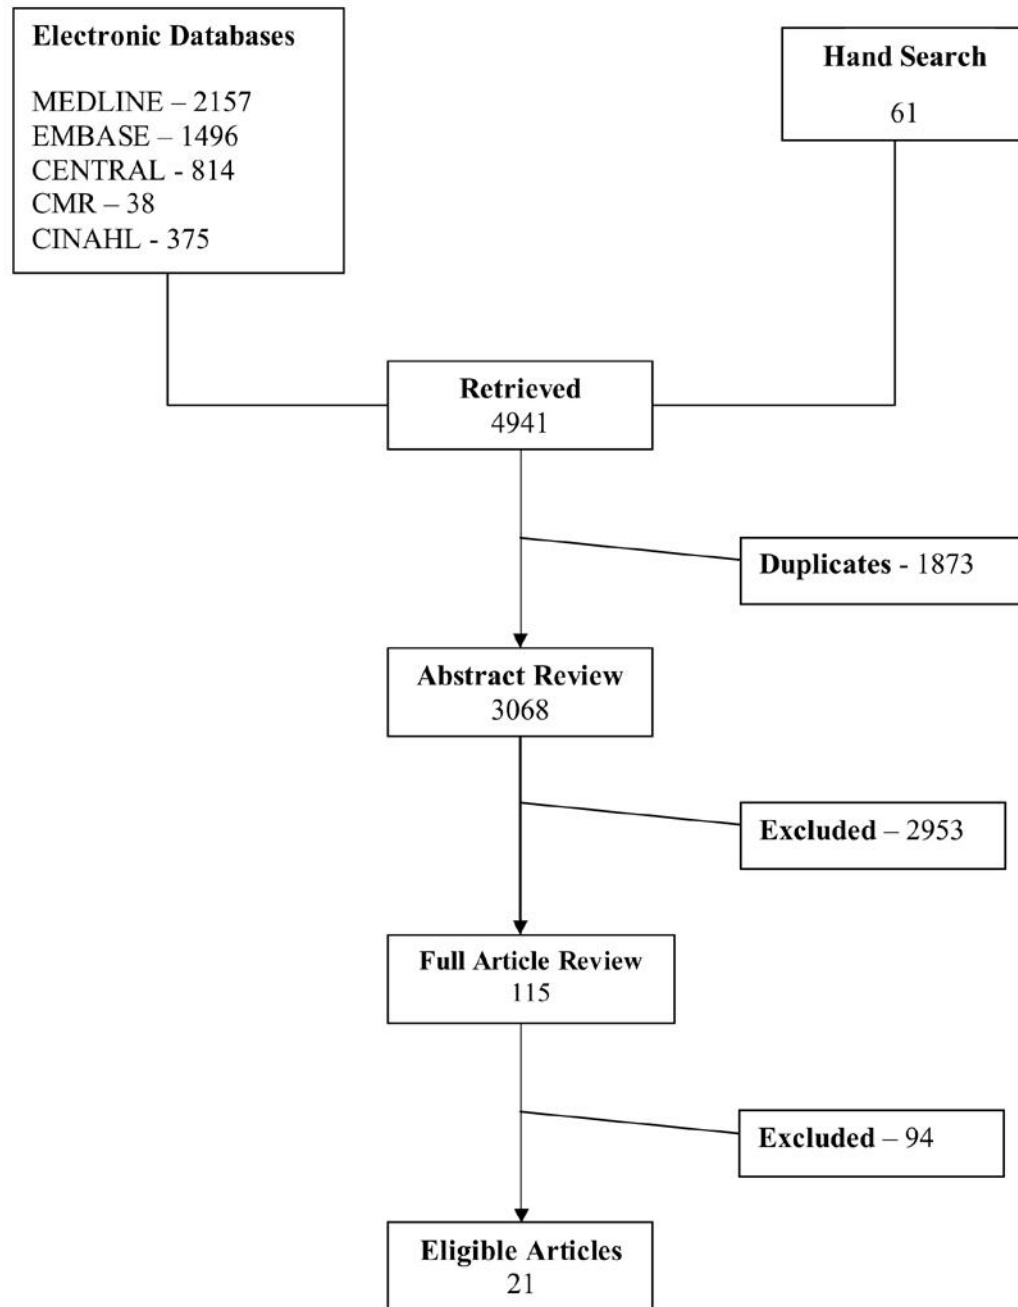 Electronic Databases
MEDLINE – 2157
EMBASE – 1496
CENTRAL - 814
CMR – 38
CINAHL - 375
Hand Search
61
Retrieved
4941
Duplicates - 1873
Abstract Review
3068
Excluded – 2953
Full Article Review
115
Excluded – 94
Eligible Articles
21